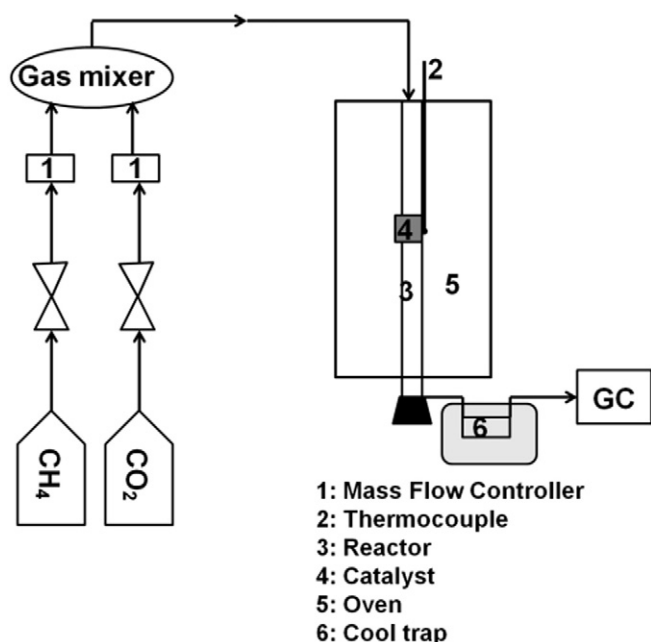 Gas mixer
2
1
1
4
3
5
CH₄
CO₂
6
GC
1: Mass Flow Controller
2: Thermocouple
3: Reactor
4: Catalyst
5: Oven
6: Cool trap